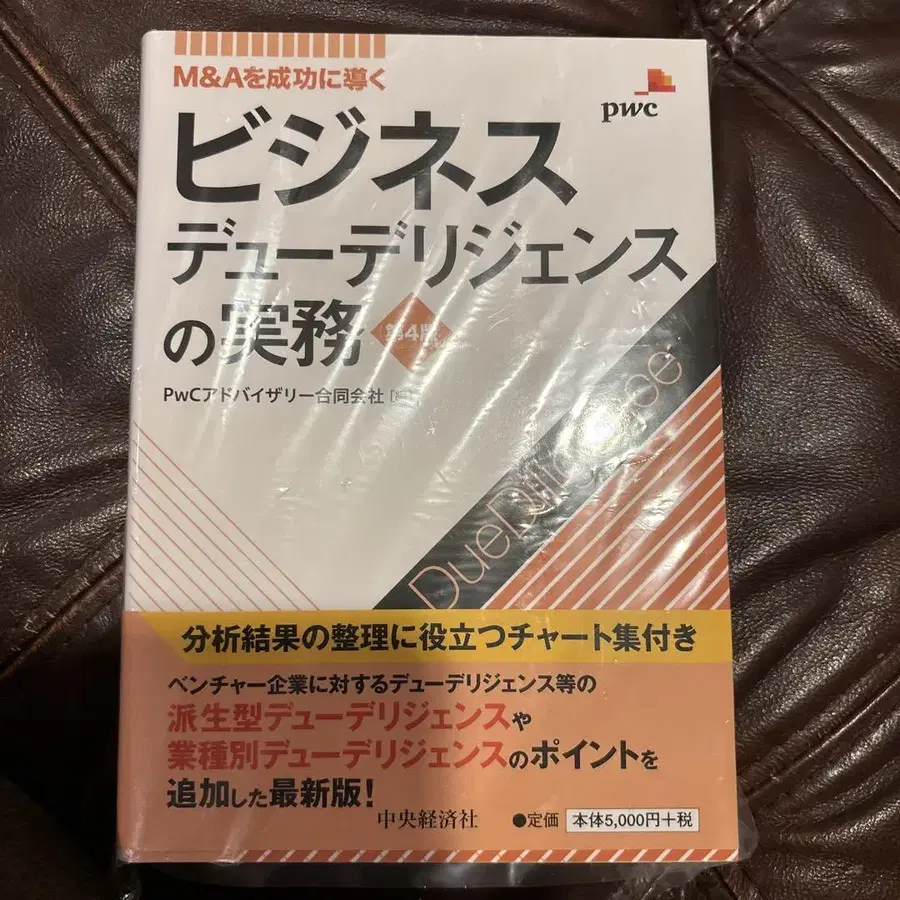 M&Aを成功に導く
pwc
ビジネス
デューデリジェンス
の実務 第4版
PwCアドバイザリー合同会社
分析結果の整理に役立つチャート集付き
ベンチャー企業に対するデューデリジェンス等の
派生型デューデリジェンスや
業種別デューデリジェンスのポイントを
追加した最新版!
中央経済社 ●定価 本体5,000円+税